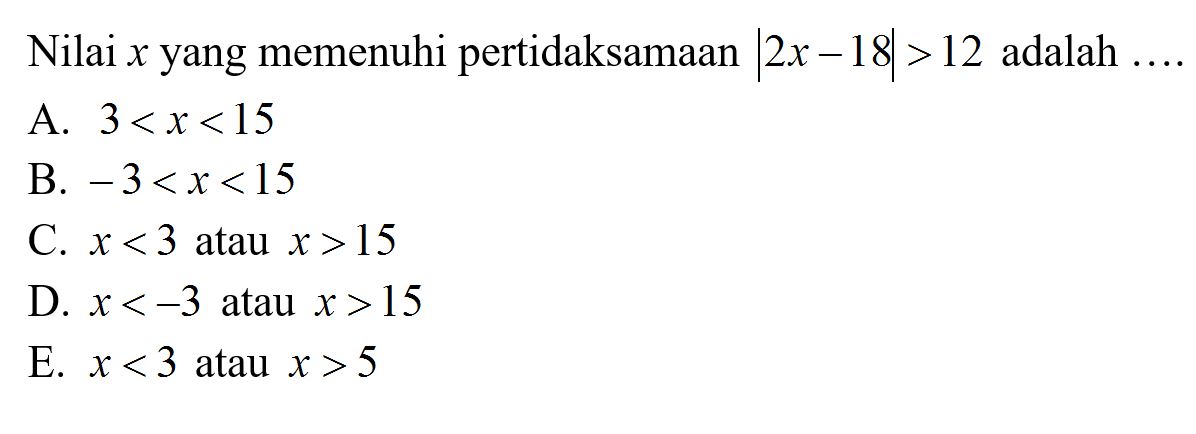 Nilai x yang memenuhi pertidaksamaan |2x – 18| > 12 adalah ….
A. 3 < x < 15
B. – 3 < x < 15
C. x < 3 atau x > 15
D. x < –3 atau x > 15
E. x < 3 atau x > 5